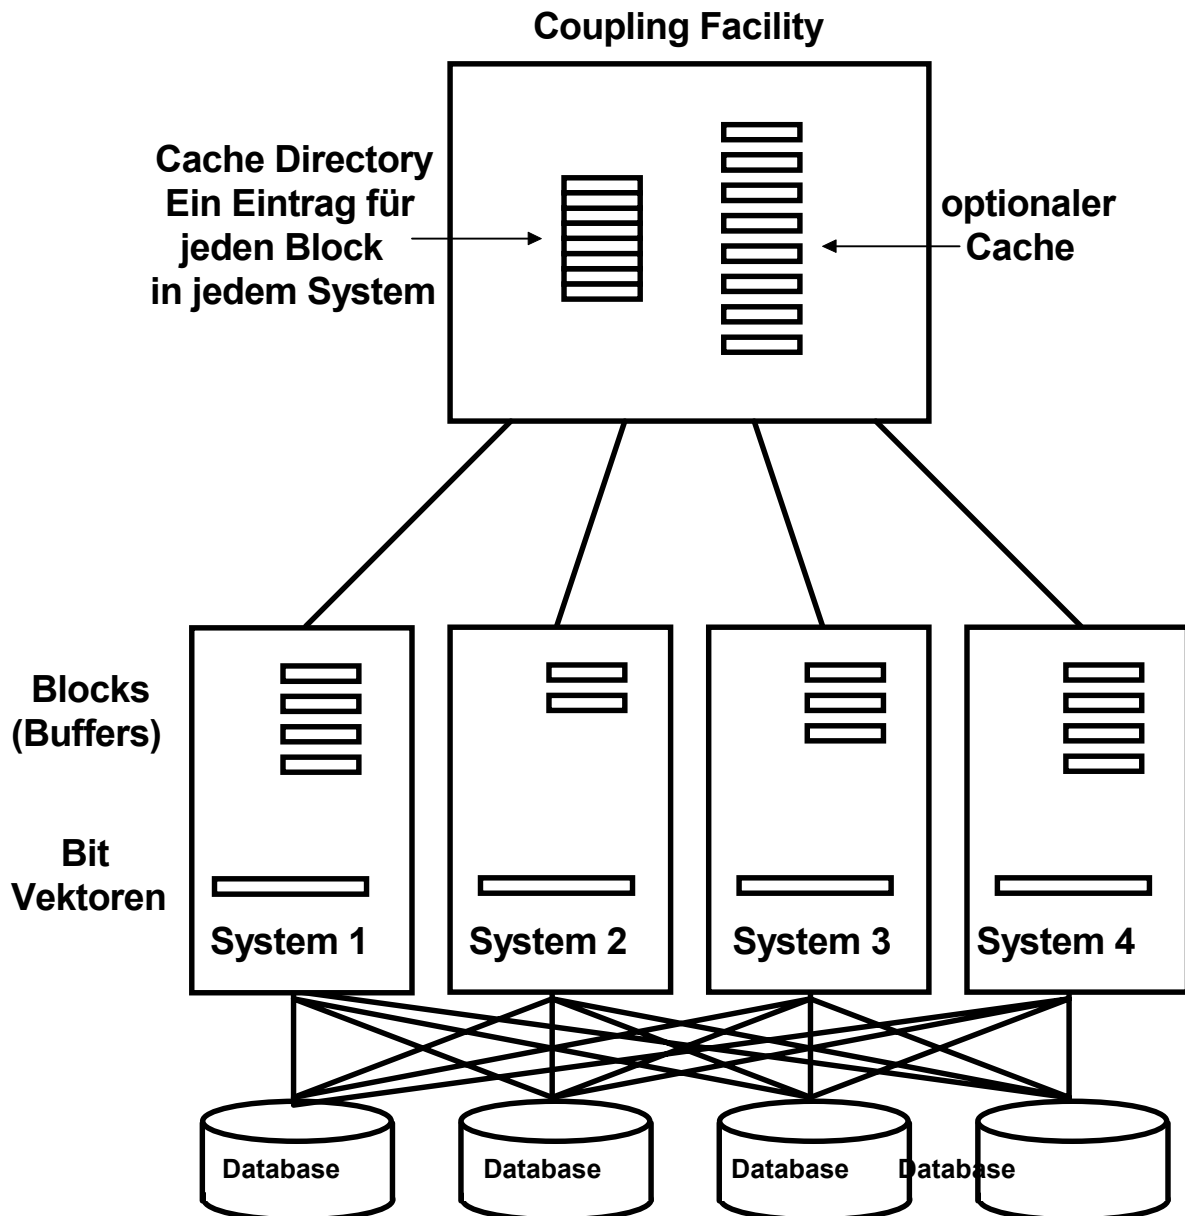 Coupling Facility
Cache Directory
Ein Eintrag für
jeden Block
in jedem System
optionaler
Cache
Blocks
(Buffers)
Bit
Vektoren
System 1
System 2
System 3
System 4
Database
Database
Database
Database